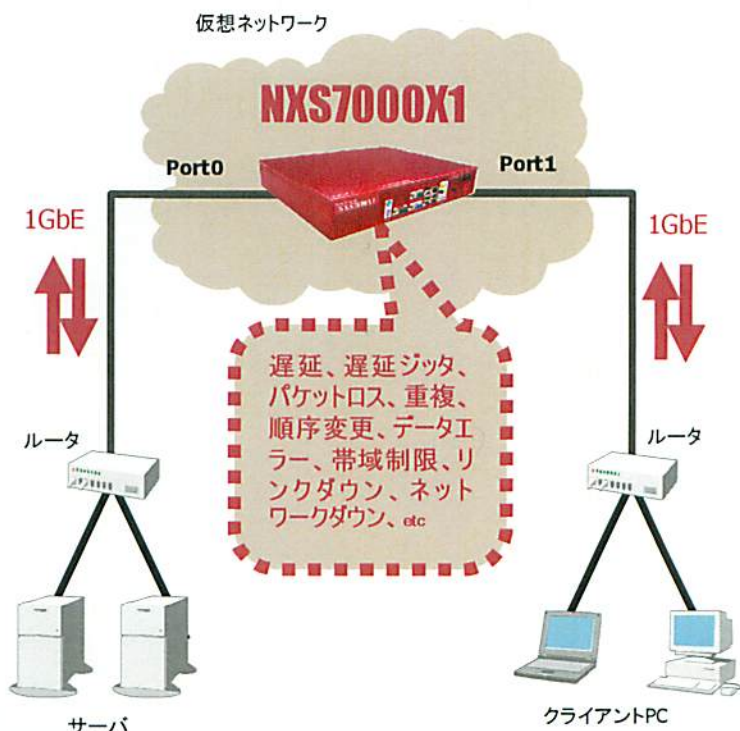 仮想ネットワーク
NXS7000X1
Port0
Port1
1GbE
1GbE
遅延、遅延ジッタ、
パケットロス、重複、
順序変更、データエ
ラー、帯域制限、リ
ンクダウン、ネット
ワークダウン、etc
ルータ
ルータ
サーバ
クライアントPC